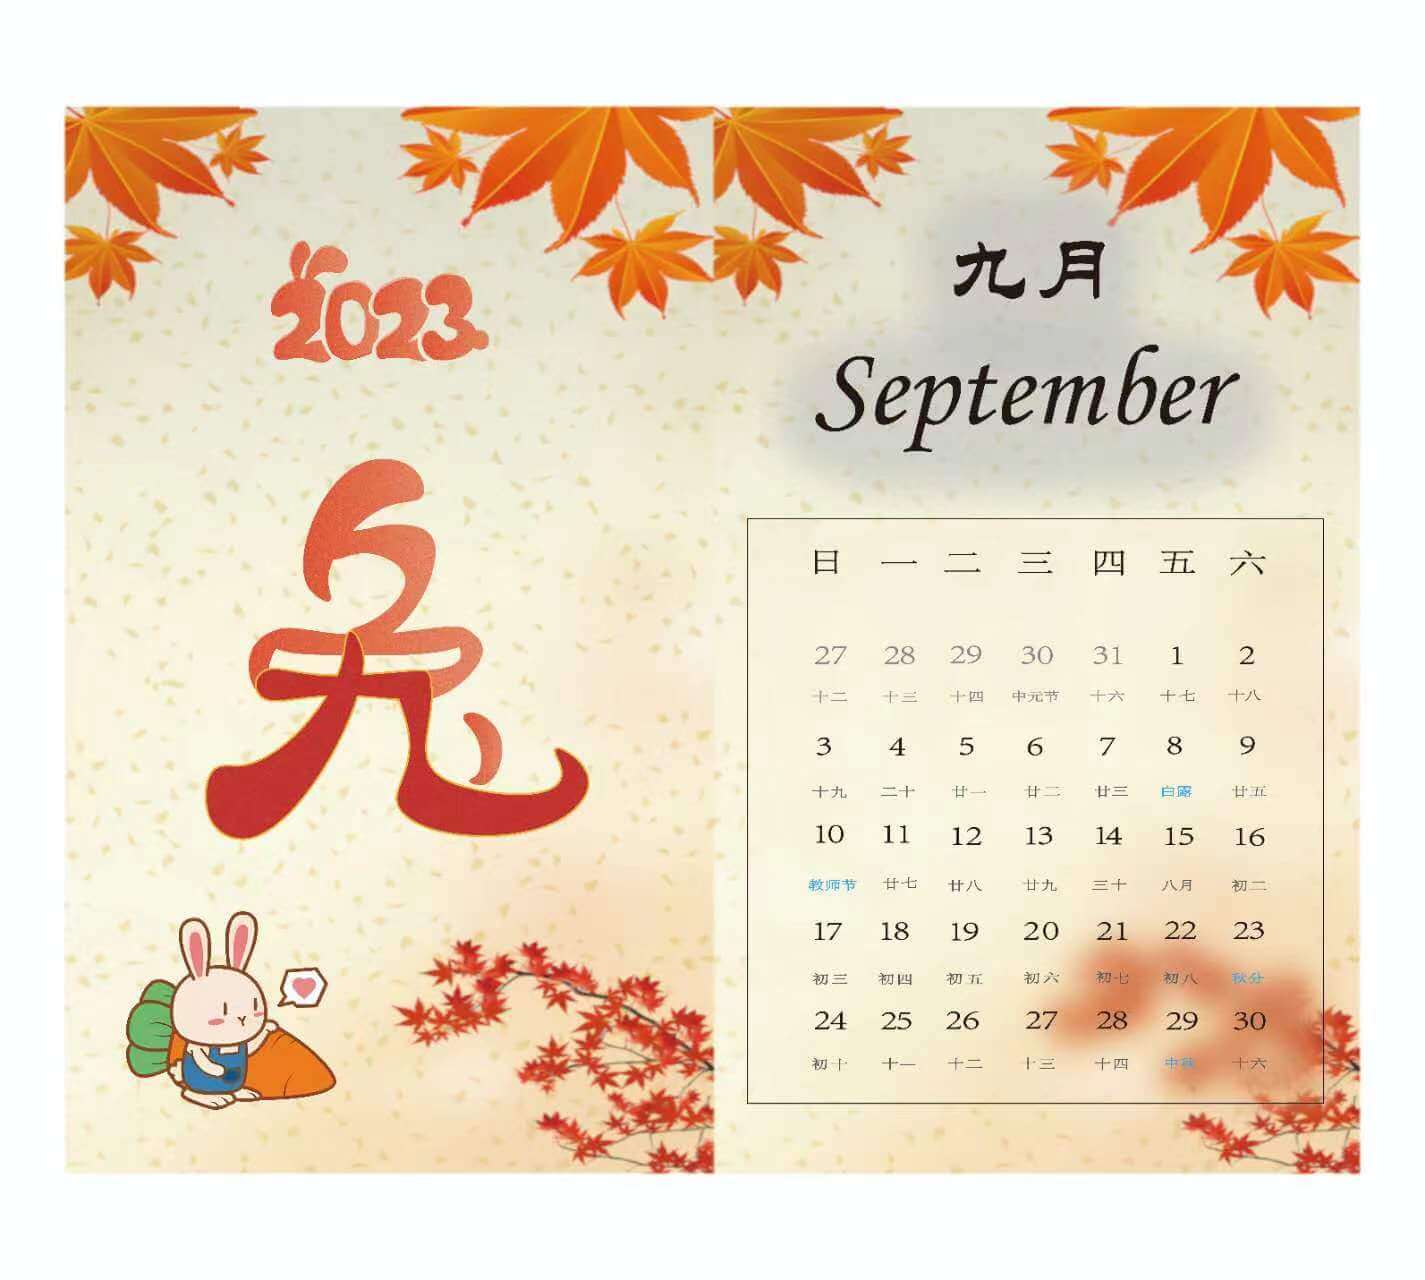 2023
兔
九月
September
日 一 二 三 四 五 六
27 28 29 30 31 1 2
十二 十三 十四 中元节 十六 十七 十八
3 4 5 6 7 8 9
十九 二十 廿一 廿二 廿三 白露 廿五
10 11 12 13 14 15 16
教师节 廿七 廿八 廿九 三十 八月 初二
17 18 19 20 21 22 23
初三 初四 初五 初六 初七 初八 秋分
24 25 26 27 28 29 30
初十 十一 十二 十三 十四 中秋 十六